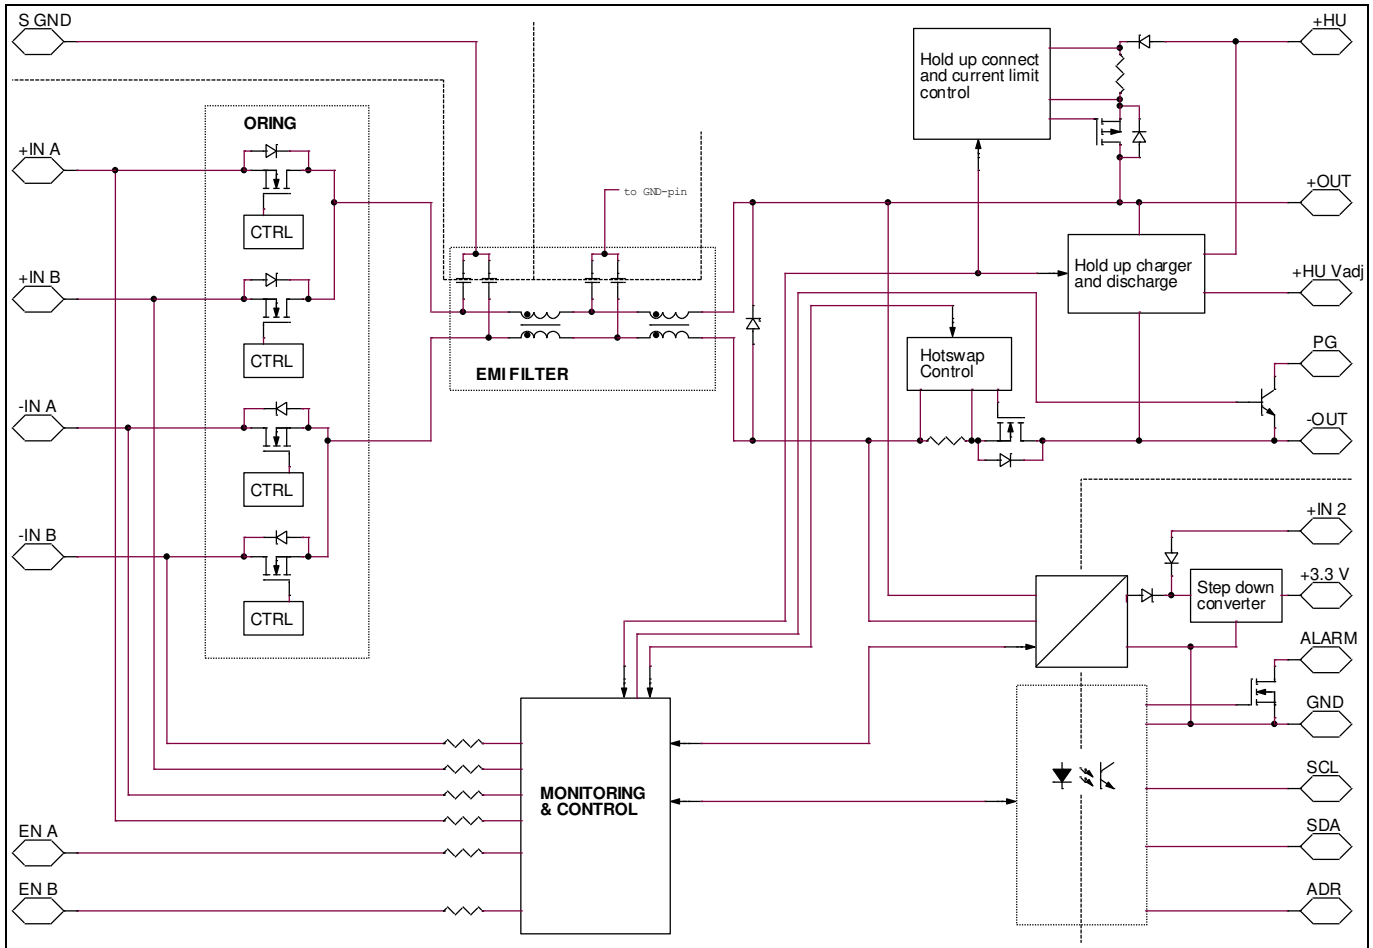 S GND
+HU
Hold up connect
and current limit
control
ORING
+IN A
CTRL
to GND-pin
+OUT
+IN B
CTRL
Hold up charger
and discharge
+HU Vadj
EMI FILTER
Hotswap
Control
PG
-IN A
CTRL
-OUT
-IN B
CTRL
+IN 2
Step down
converter
+3.3 V
ALARM
GND
MONITORING
& CONTROL
SCL
EN A
SDA
EN B
ADR